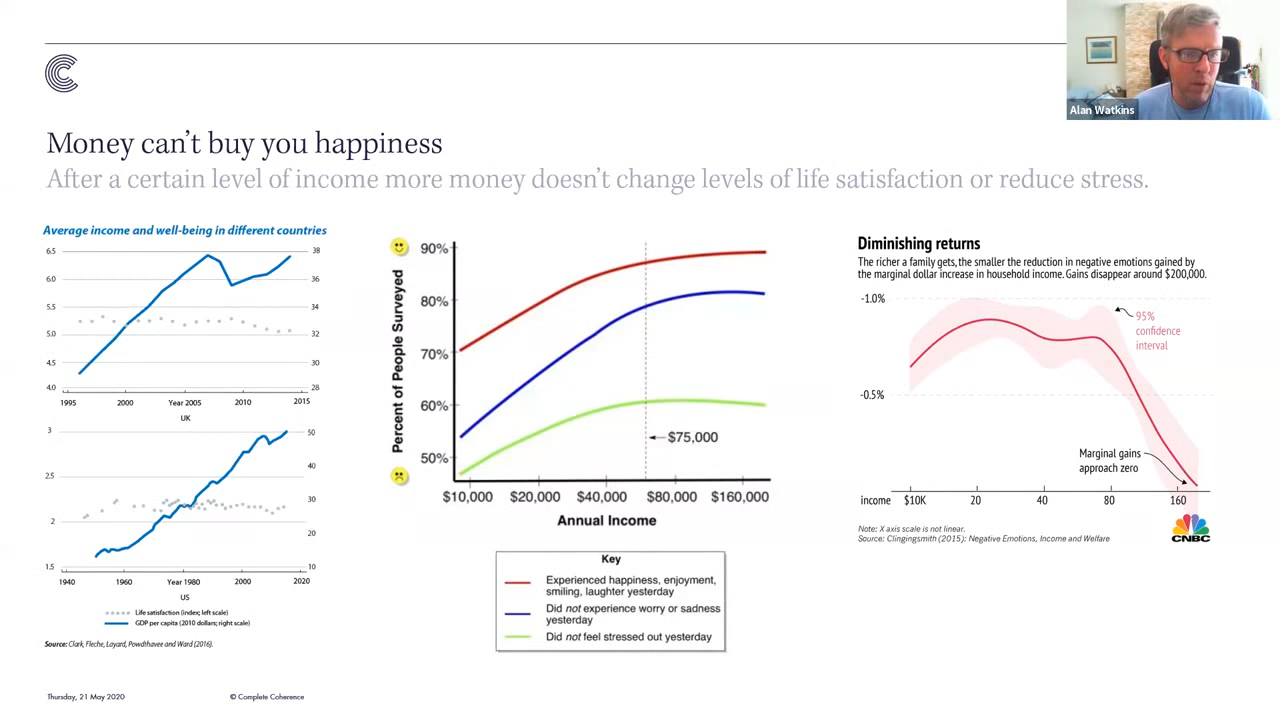 Alan Watkins
Money can't buy you happiness
After a certain level of income more money doesn't change levels of life satisfaction or reduce stress.
Average income and well-being in different countries
6.5
6.0
5.5
5.0
4.5
4.0
38
36
34
32
30
28
1995 2000 Year 2005 2010 2015
UK
3
2.5
2
1.5
50
40
30
20
10
1940 1960 Year 1980 2000 2020
US
Life satisfaction (index; left scale)
GDP per capita (2010 dollars; right scale)
Source: Clark, Fleche, Layard, Powdthavee and Ward (2016).
Percent of People Surveyed
90%
80%
70%
60%
50%
$75,000
$10,000 $20,000 $40,000 $80,000 $160,000
Annual Income
Key
Experienced happiness, enjoyment,
smiling, laughter yesterday
Did not experience worry or sadness
yesterday
Did not feel stressed out yesterday
Diminishing returns
The richer a family gets, the smaller the reduction in negative emotions gained by
the marginal dollar increase in household income. Gains disappear around $200,000.
-1.0%
95%
confidence
interval
-0.5%
Marginal gains
approach zero
income $10K 20 40 80 160
Note: X axis scale is not linear.
Source: Clingingsmith (2015): Negative Emotions, Income and Welfare
CNBC
Thursday, 21 May 2020
© Complete Coherence